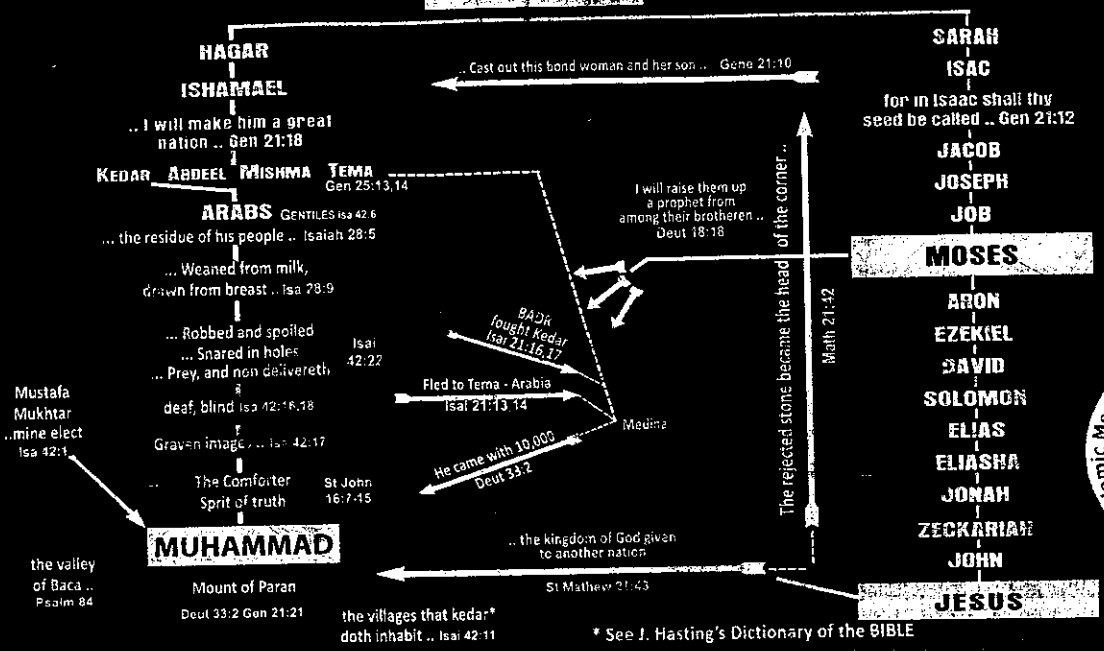 HAGAR
ISHAMAEL
.. I will make him a great
nation .. Gen 21:18
KEDAR ABDEEL MISHMA TEMA
Gen 25:13,14
ARABS GENTILES isa 42.6
... the residue of his people .. Isaiah 28:5
... Weaned from milk,
drawn from breast .. Isa 28:9
... Robbed and spoiled
... Snared in holes
... Prey, and non delivereth
Isai
42:22
deaf, blind Isa 42:16,18
Graven images .. Isa 42:17
.. The Comforter
Sprit of truth
St John
16:7-15
MUHAMMAD
Mount of Paran
Deut 33:2 Gen 21:21
Mustafa
Mukhtar
..mine elect
Isa 42:1
the valley
of Baca ..
Psalm 84
the villages that kedar*
doth inhabit .. Isai 42:11
.. Cast out this bond woman and her son .. Gene 21:10
I will raise them up
a prophet from
among their brotheren ..
Deut 18:18
BADR
fought Kedar
Isai 21:16,17
Fled to Tema - Arabia
Isai 21:13,14
Medina
He came with 10,000
Deut 33:2
.. the kingdom of God given
to another nation
St Mathew 21:43
The rejected stone became the head of the corner ..
Math 21:42
SARAH
ISAC
for in Isaac shall thy
seed be called .. Gen 21:12
JACOB
JOSEPH
JOB
MOSES
ARON
EZEKIEL
DAVID
SOLOMON
ELIAS
ELIASHA
JONAH
ZECKARIAH
JOHN
JESUS
* See J. Hasting's Dictionary of the BIBLE